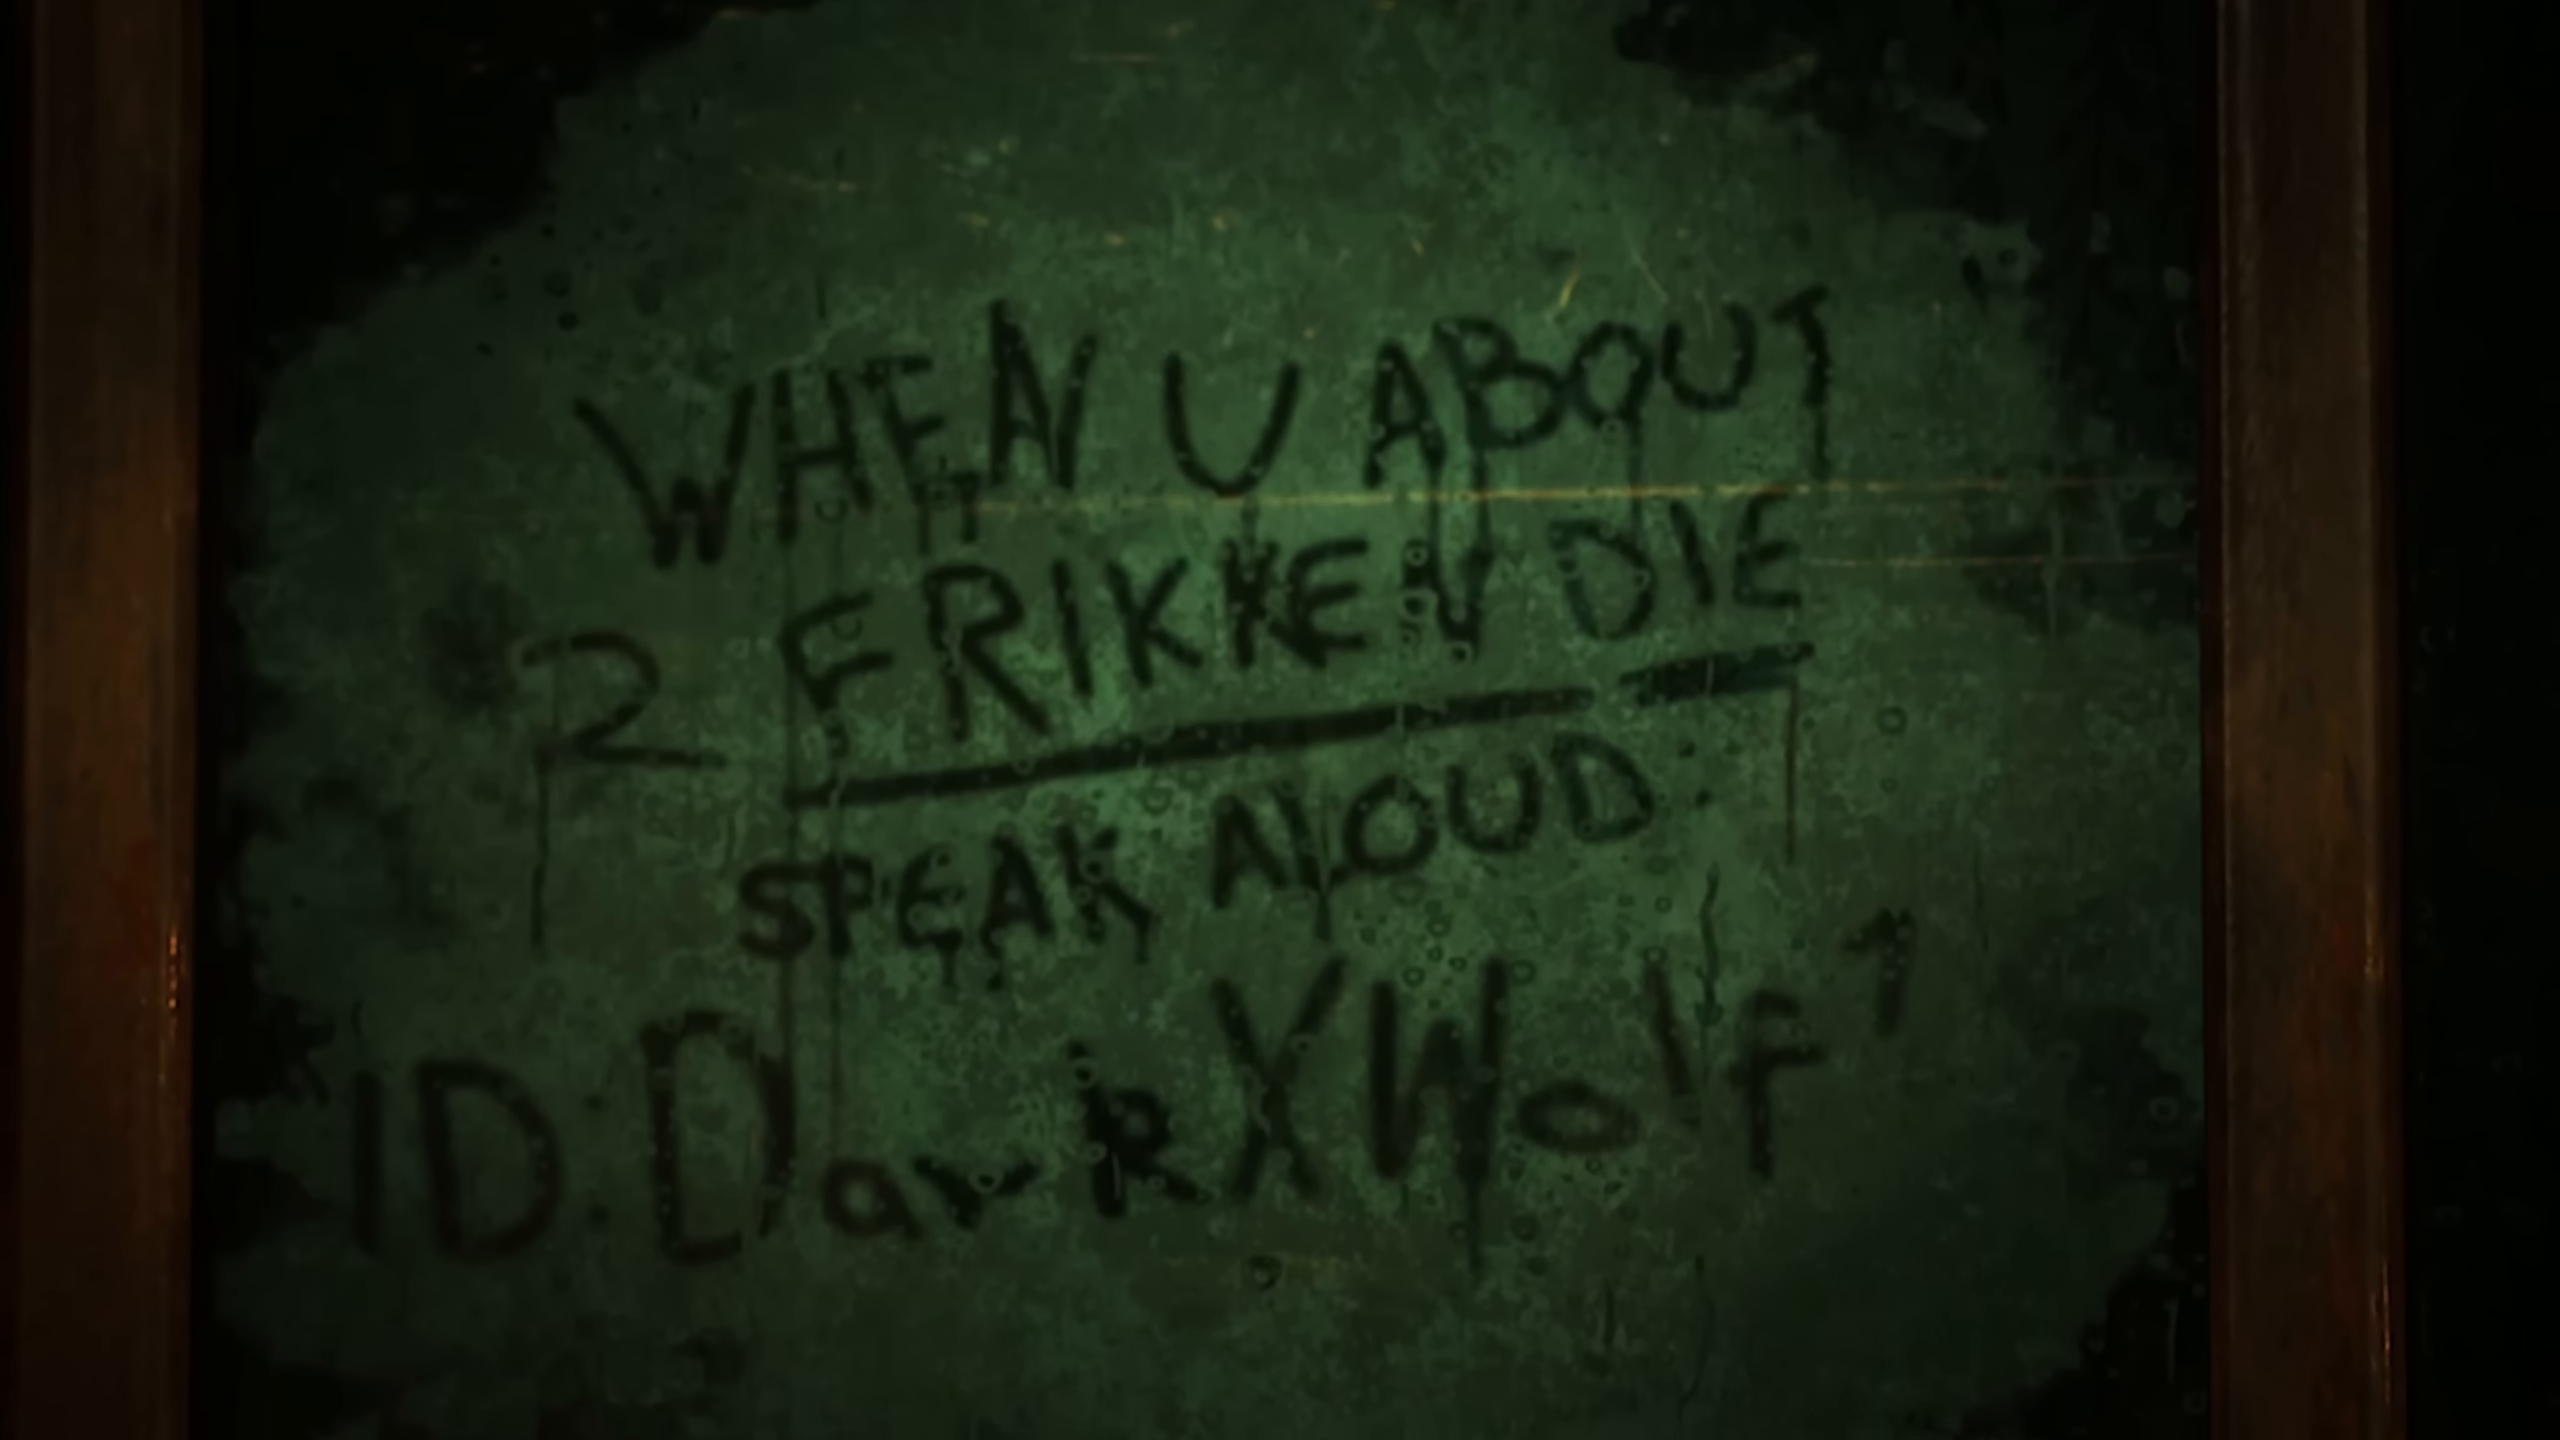 WHEN U ABOUT
2 FRIKKEN DIE
SPEAK ALOUD:
"ID:DarkXWolf"